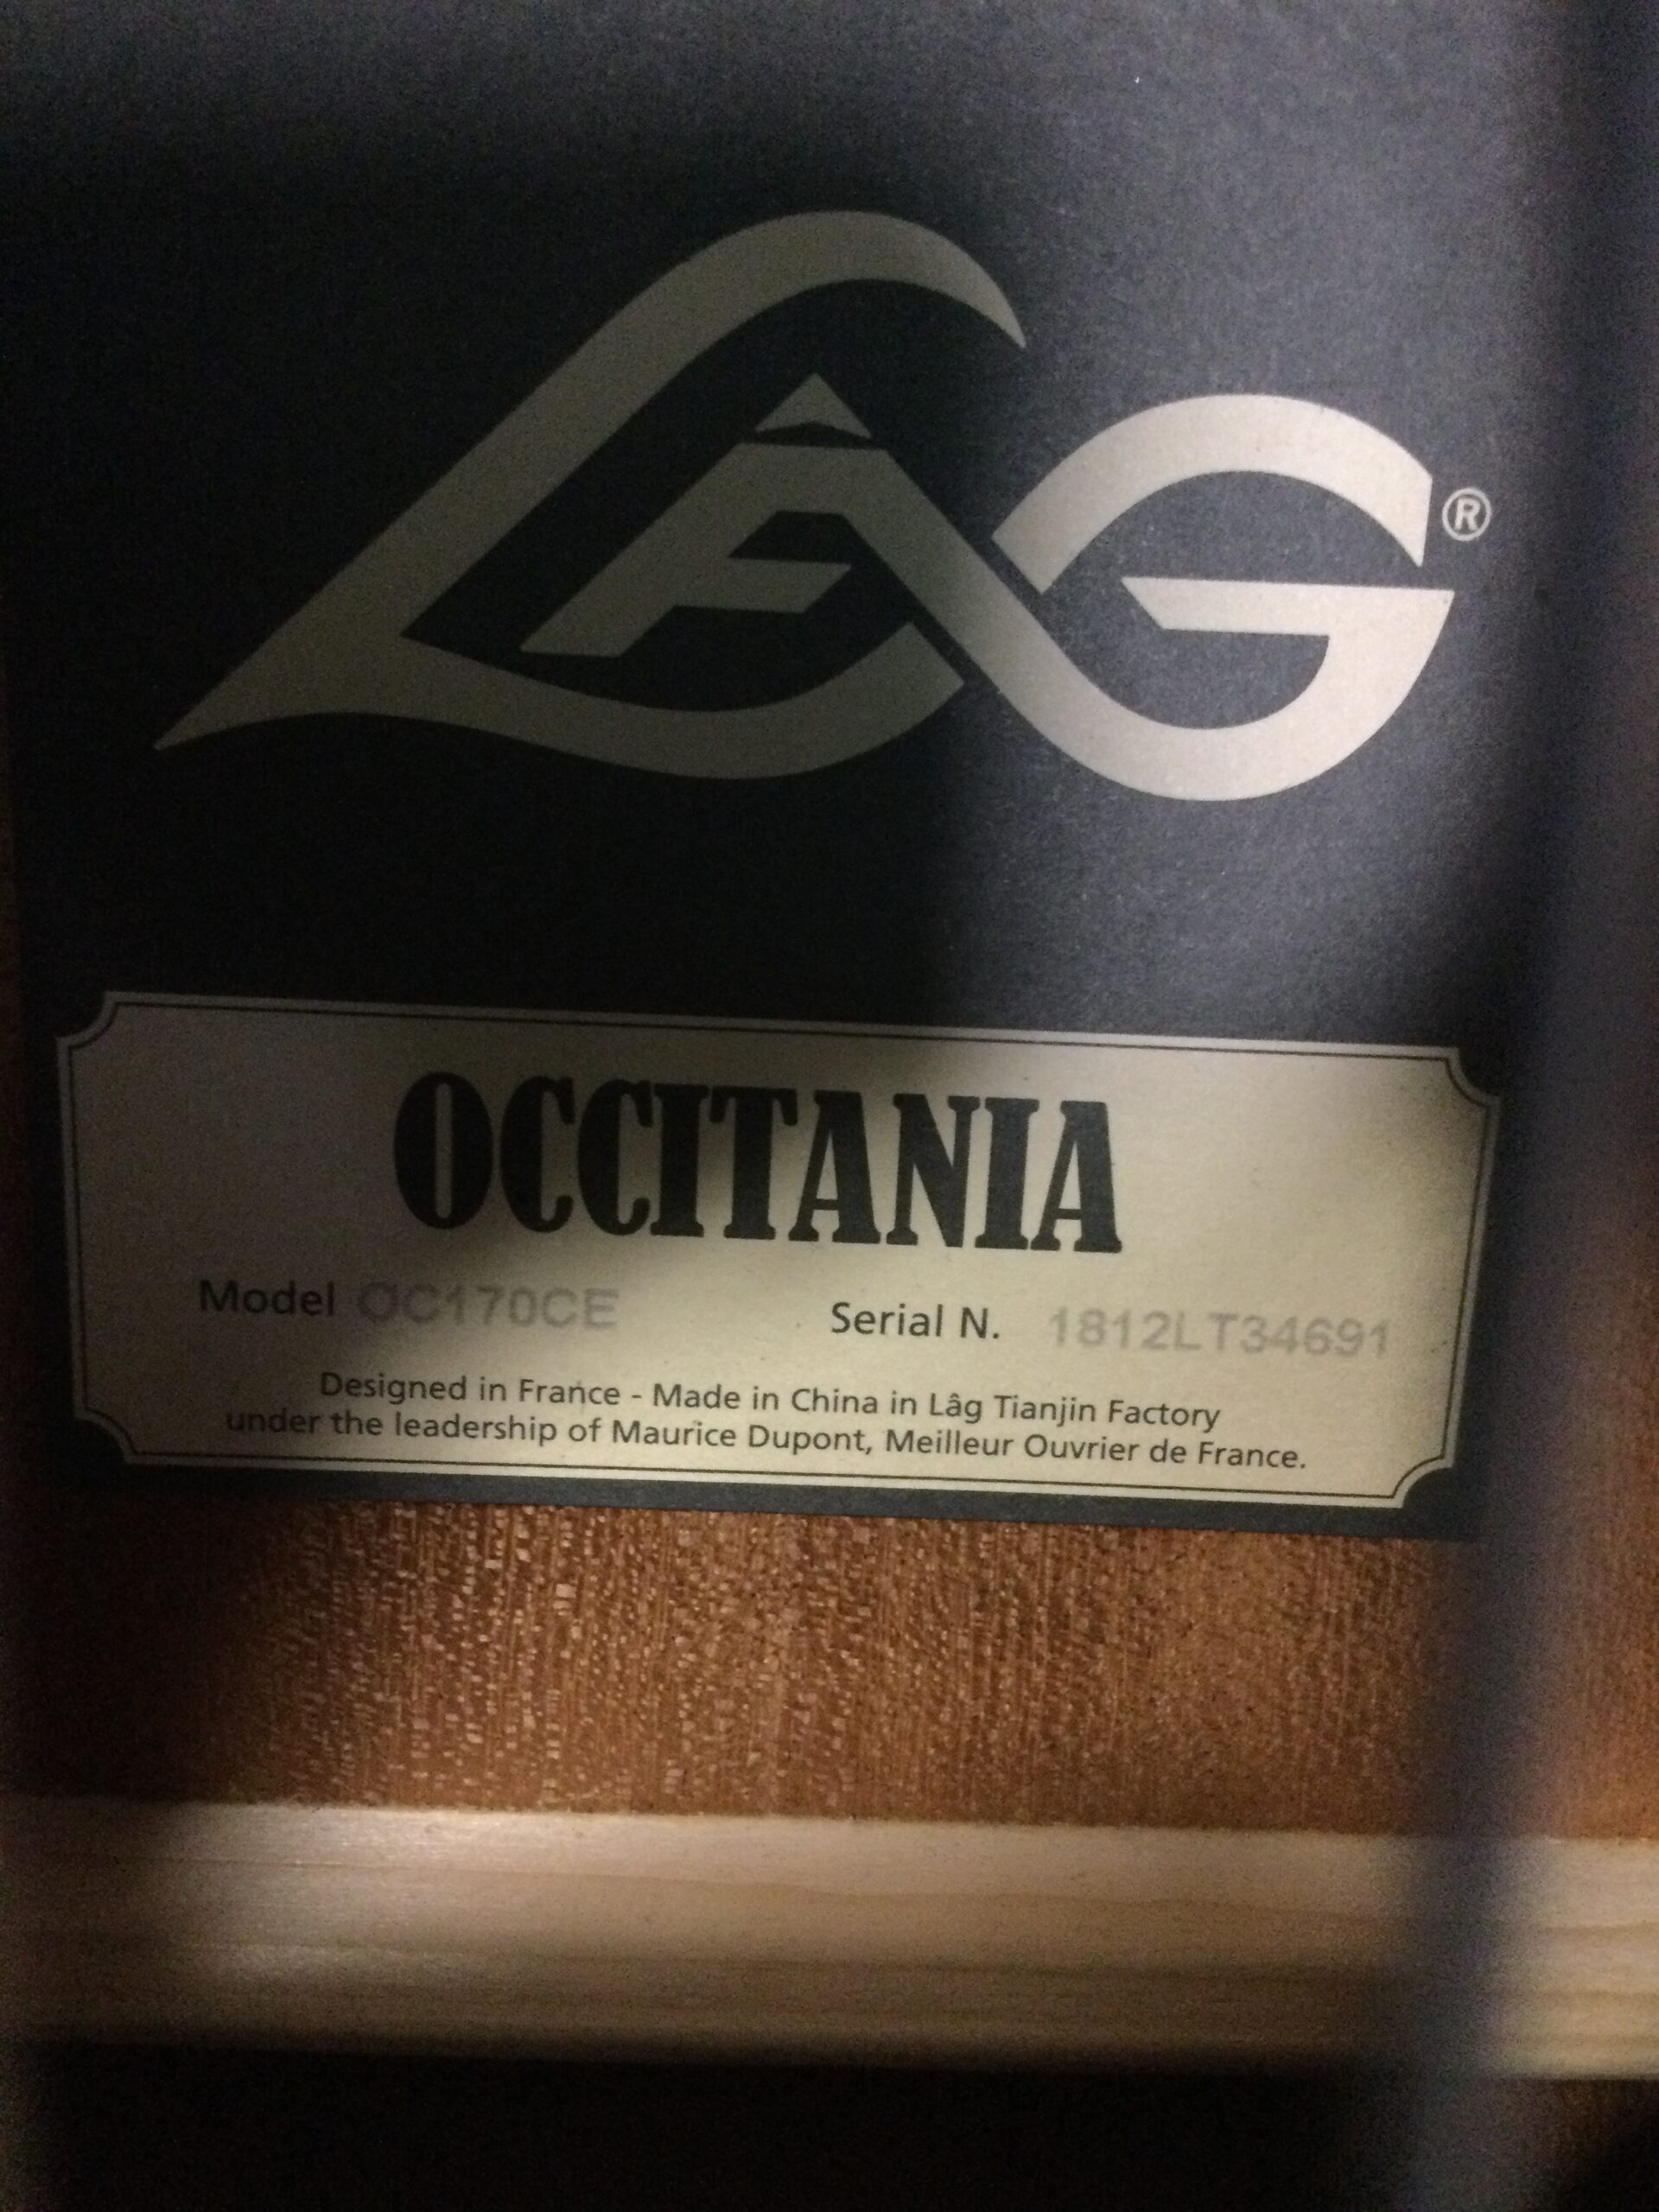 LÂG®
OCCITANIA
Model OC170CE Serial N. 1812LT34691
Designed in France - Made in China in Lâg Tianjin Factory
under the leadership of Maurice Dupont, Meilleur Ouvrier de France.